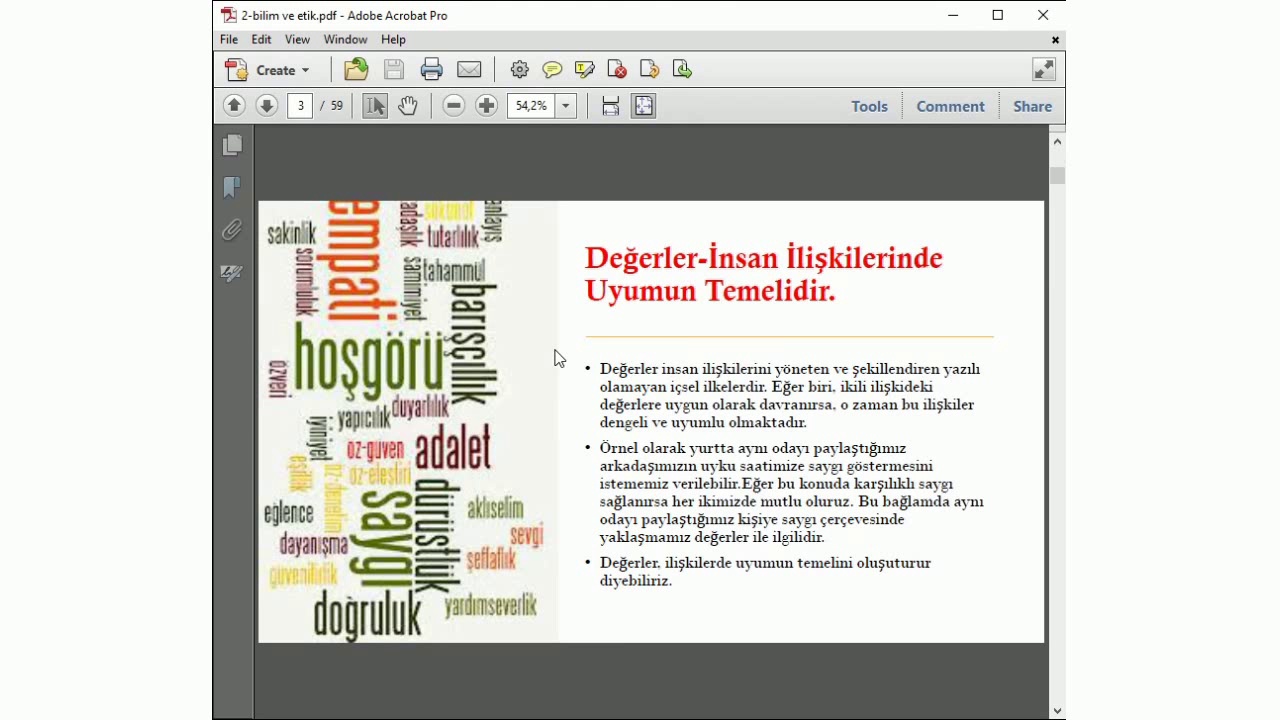 2-bilim ve etik.pdf - Adobe Acrobat Pro
File Edit View Window Help
Create
3 / 59
54,2%
Tools Comment Share
empati
sakinlik
sorumluluk
tutarlılık
samimiyet
tahammül
barışçıllık
hoşgörü
özveri
yapıcılık
duyarlılık
iyiniyet
öz-güven
adalet
eşitlik
öz-denetim
öz-eleştiri
saygı
dürüstlük
eğlence
aklıselim
dayanışma
sevgi
şeffaflık
güvenilirlik
doğruluk
yardımseverlik
Değerler-İnsan İlişkilerinde
Uyumun Temelidir.
• Değerler insan ilişkilerini yöneten ve şekillendiren yazılı
olamayan içsel ilkelerdir. Eğer biri, ikili ilişkideki
değerlere uygun olarak davranırsa, o zaman bu ilişkiler
dengeli ve uyumlu olmaktadır.
• Örnel olarak yurtta aynı odayı paylaştığımız
arkadaşımızın uyku saatimize saygı göstermesini
istememiz verilebilir.Eğer bu konuda karşılıklı saygı
sağlanırsa her ikimizde mutlu oluruz. Bu bağlamda aynı
odayı paylaştığımız kişiye saygı çerçevesinde
yaklaşmamız değerler ile ilgilidir.
• Değerler, ilişkilerde uyumun temelini oluşuturur
diyebiliriz.